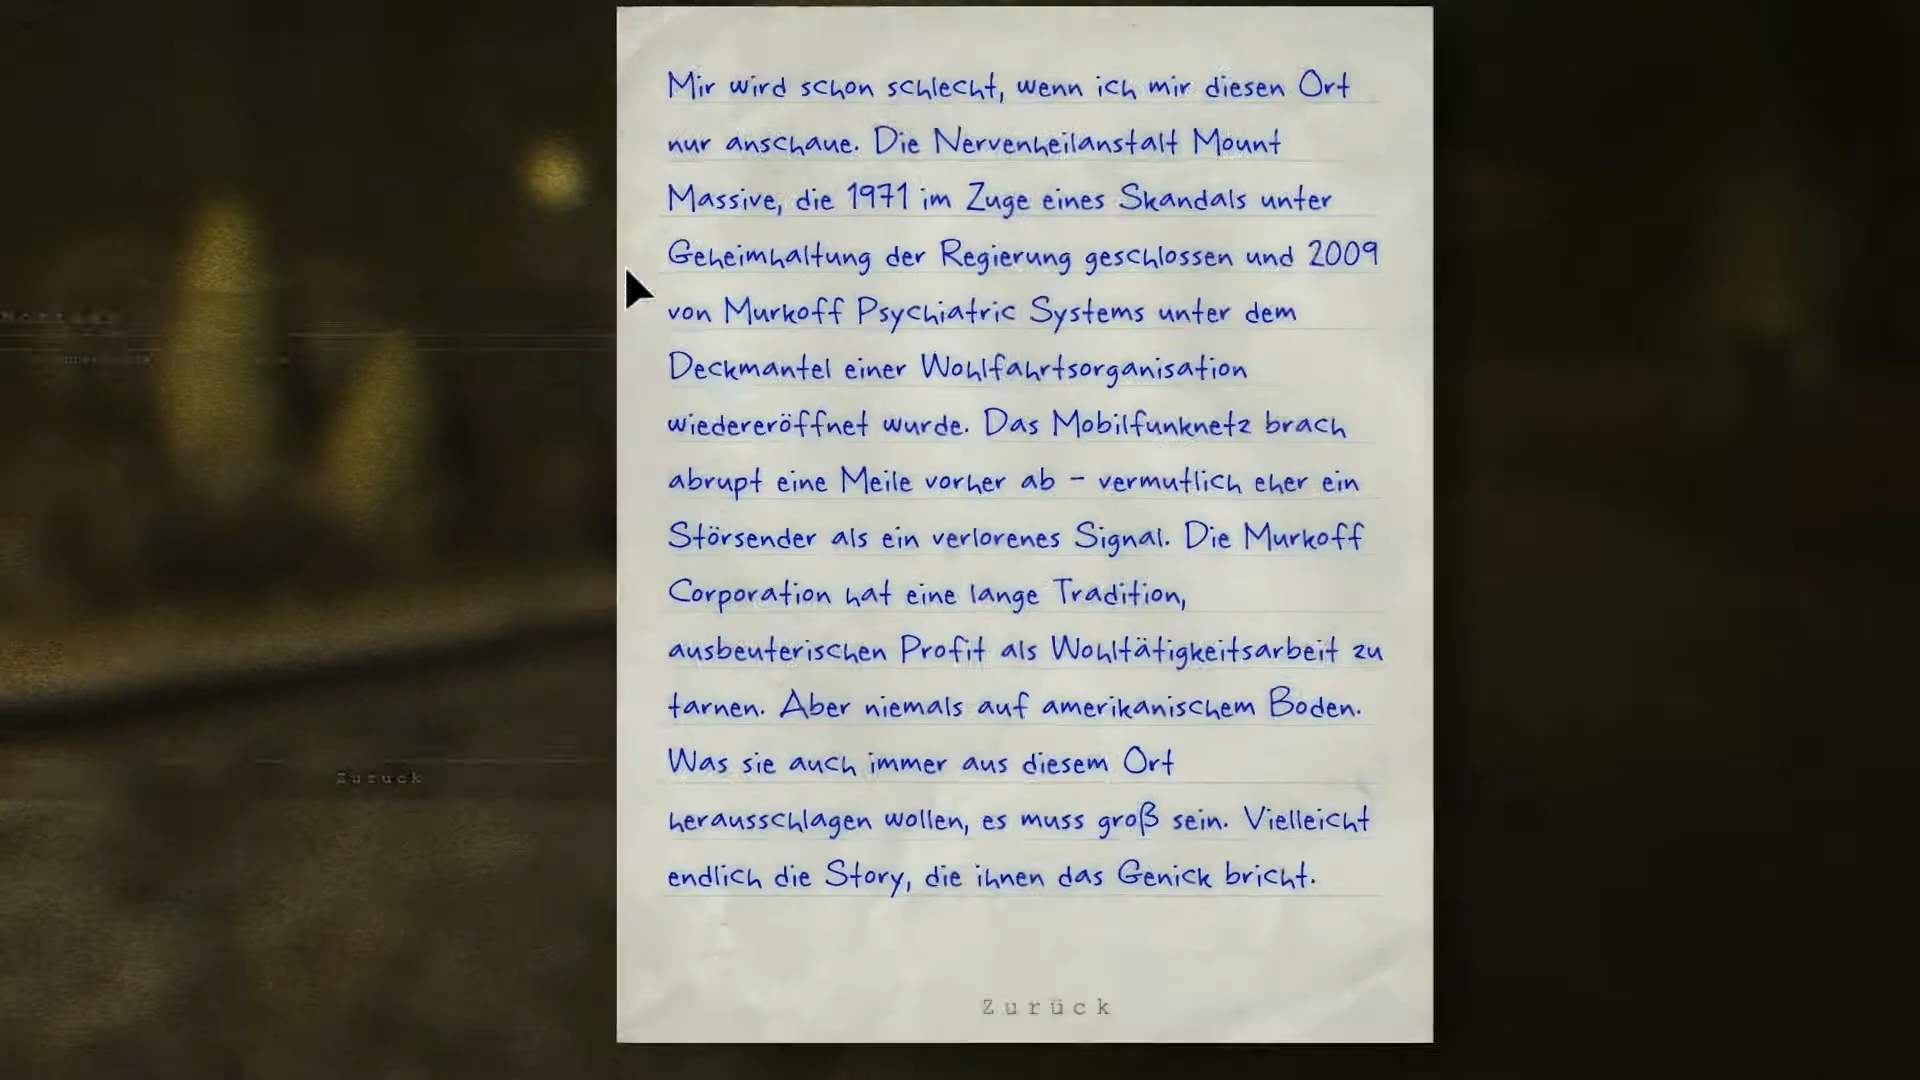 Mir wird schon schlecht, wenn ich mir diesen Ort
nur anschaue. Die Nervenheilanstalt Mount
Massive, die 1971 im Zuge eines Skandals unter
Geheimhaltung der Regierung geschlossen und 2009
von Murkoff Psychiatric Systems unter dem
Deckmantel einer Wohlfahrtsorganisation
wiedereröffnet wurde. Das Mobilfunknetz brach
abrupt eine Meile vorher ab - vermutlich eher ein
Störsender als ein verlorenes Signal. Die Murkoff
Corporation hat eine lange Tradition,
ausbeuterischen Profit als Wohltätigkeitsarbeit zu
tarnen. Aber niemals auf amerikanischem Boden.
Was sie auch immer aus diesem Ort
herausschlagen wollen, es muss groß sein. Vielleicht
endlich die Story, die ihnen das Genick bricht.
Zurück
Zurück